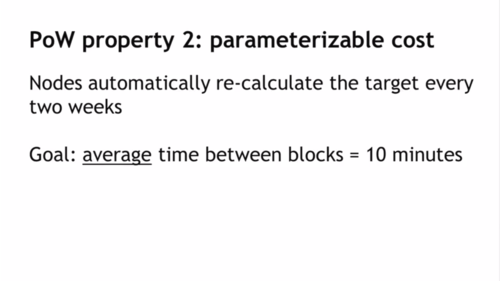 PoW property 2: parameterizable cost
Nodes automatically re-calculate the target every
two weeks
Goal: average time between blocks = 10 minutes